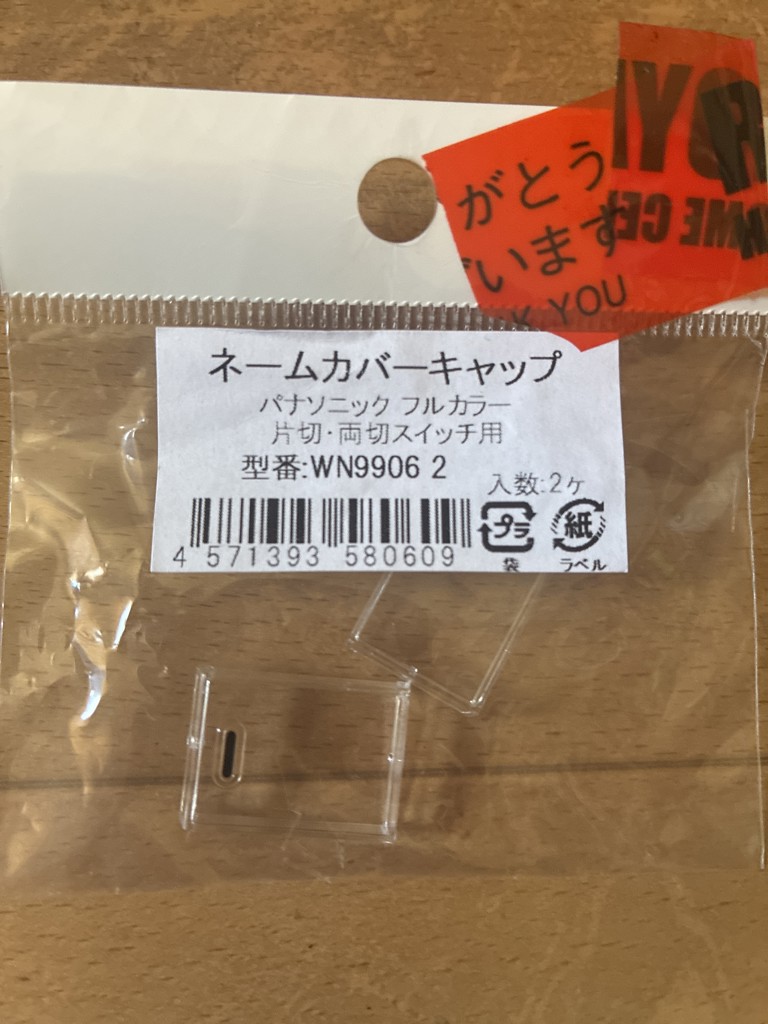 がとう
います
YOU
ネームカバーキャップ
パナソニック フルカラー
片切・両切スイッチ用
型番:WN9906 2
入数:2ヶ
4 571393 580609
プラ
袋
紙
ラベル